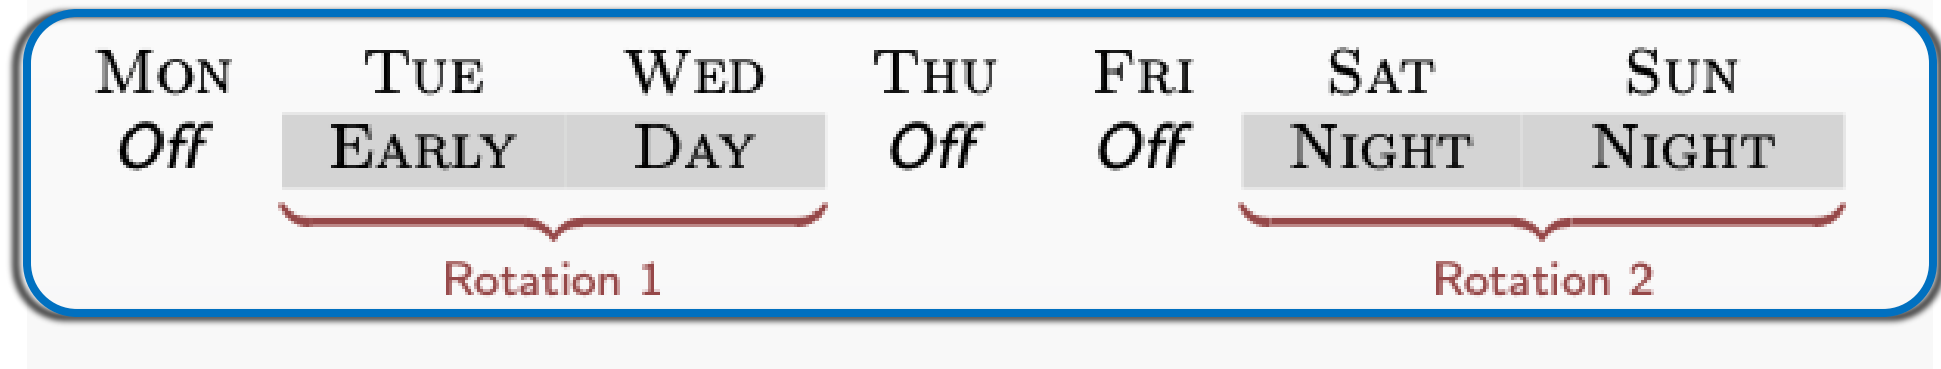 Mon Tue Wed Thu Fri Sat Sun
Off Early Day Off Off Night Night
Rotation 1 Rotation 2